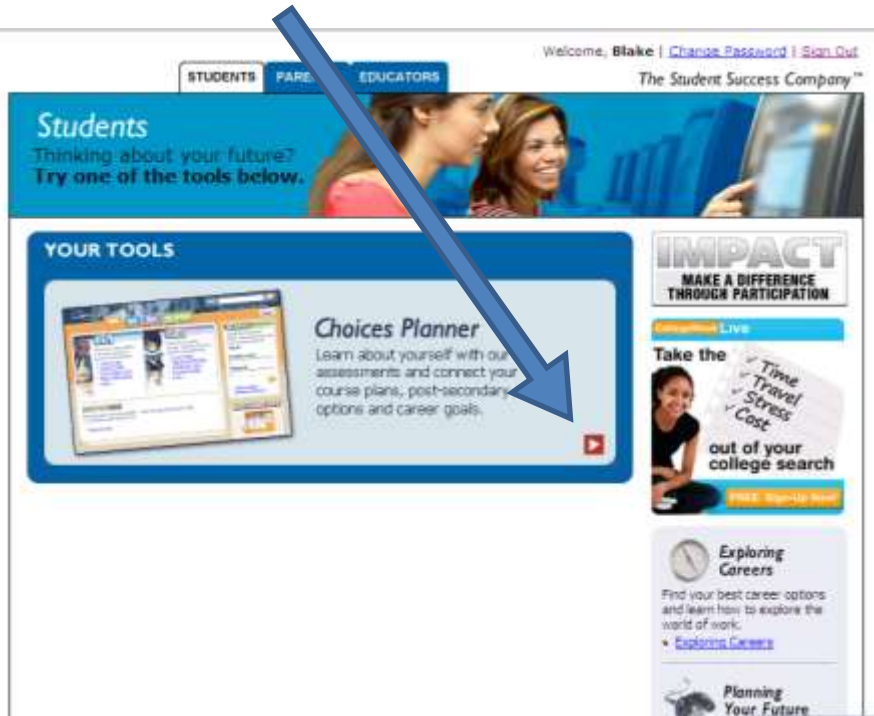 Welcome, Blake | Change Password | Sign Out
STUDENTS PARE EDUCATORS
The Student Success Company™
Students
Thinking about your future?
Try one of the tools below.
YOUR TOOLS
Choices Planner
Learn about yourself with our
assessments and connect your
course plans, post-secondary
options and career goals.
IMPACT
MAKE A DIFFERENCE
THROUGH PARTICIPATION
CollegeWeek Live
Take the
✓ Time
✓ Travel
✓ Stress
✓ Cost
out of your
college search
FREE Sign-Up Now!
Exploring
Careers
Find your best career options
and learn how to explore the
world of work.
• Exploring Careers
Planning
Your Future